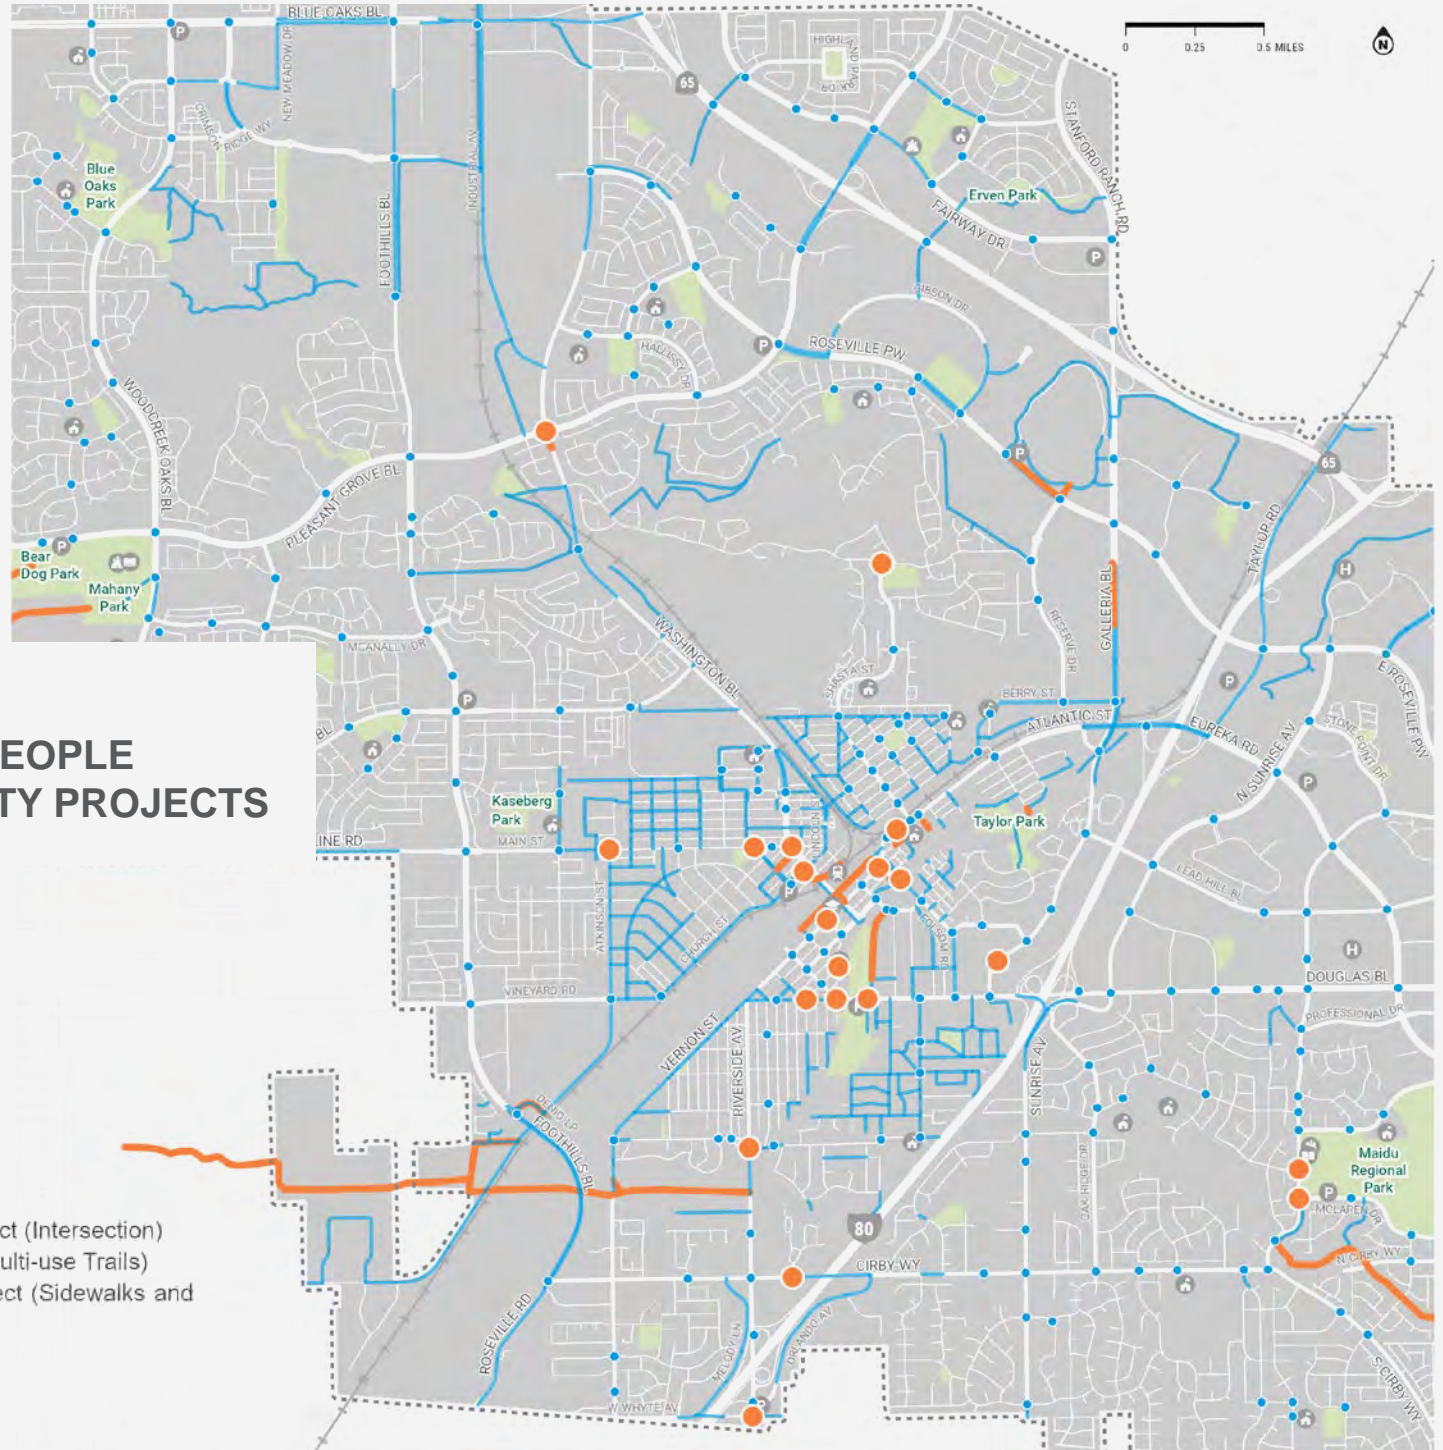 BLUE OAKS BL
0 0.25 0.5 MILES
N
P
HIGHLAND PARK DR
NEW MEADOW DR
65
CRIMSON RIDGE WY
INDUSTRIAL AV
STANFORD RANCH RD
Blue
Oaks
Park
Erven Park
FOOTHILLS BL
FAIRWAY DR
P
GIBSON DR
P
ROSEVILLE PW
HALLISSY DR
WOODCREEK OAKS BL
P
65
PLEASANT GROVE BL
TAYLOR RD
P
Bear
Dog Park
H
Mahany
Park
GALLERIA BL
RESERVE DR
WASHINGTON BL
MCANALLY DR
E ROSEVILLE PW
SHASTA ST
P
P
BERRY ST
ATLANTIC ST
BL
EUREKA RD
STONE POINT DR
EOPLE
N SUNRISE AV
P
TY PROJECTS
Kaseberg
Park
LINCOLN ST
Taylor Park
LINE RD
MAIN ST
LEAD HILL BL
P
ATKINSON ST
CHURCH ST
FOLSOM RD
H
DOUGLAS BL
VINEYARD RD
P
PROFESSIONAL DR
VERNON ST
RIVERSIDE AV
SUNRISE AV
DENIO LP
FOOTHILLS BL
Maidu
Regional
Park
OAK RIDGE DR
P
MCLAREN DR
ct (Intersection)
80
N CIRBY WY
ulti-use Trails)
CIRBY WY
ect (Sidewalks and
ROSEVILLE RD
MELODY LN
ORLANDO AV
S CIRBY WY
W WHYTE AV
P